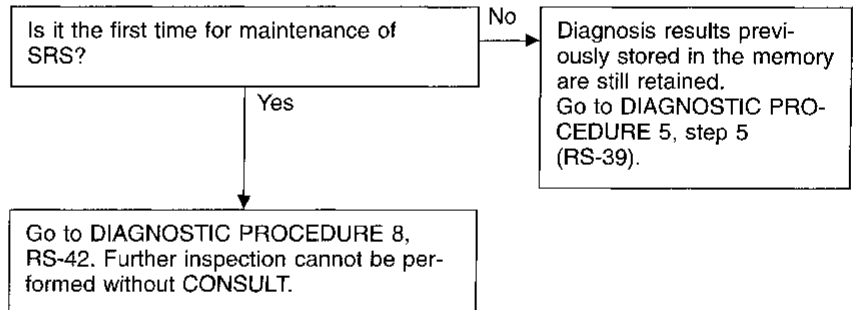 Is it the first time for maintenance of
SRS?
No
Diagnosis results previ-
ously stored in the memory
are still retained.
Go to DIAGNOSTIC PRO-
CEDURE 5, step 5
(RS-39).
Yes
Go to DIAGNOSTIC PROCEDURE 8,
RS-42. Further inspection cannot be per-
formed without CONSULT.